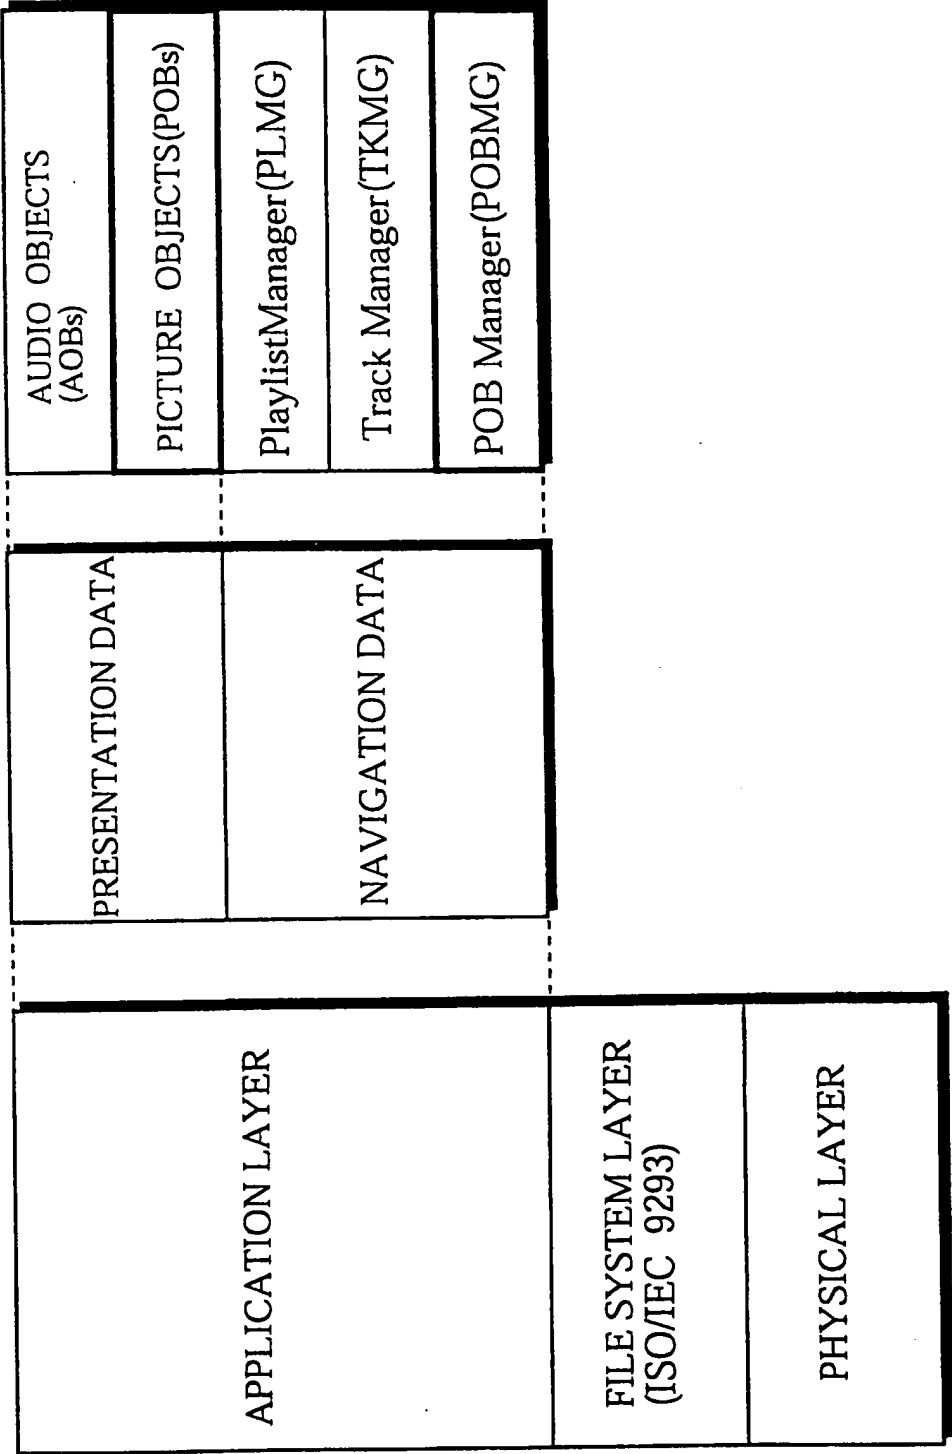 APPLICATION LAYER
FILE SYSTEM LAYER
(ISO/IEC 9293)
PHYSICAL LAYER
PRESENTATION DATA
NAVIGATION DATA
AUDIO OBJECTS
(AOBs)
PICTURE OBJECTS(POBs)
PlaylistManager(PLMG)
Track Manager(TKMG)
POB Manager(POBMG)